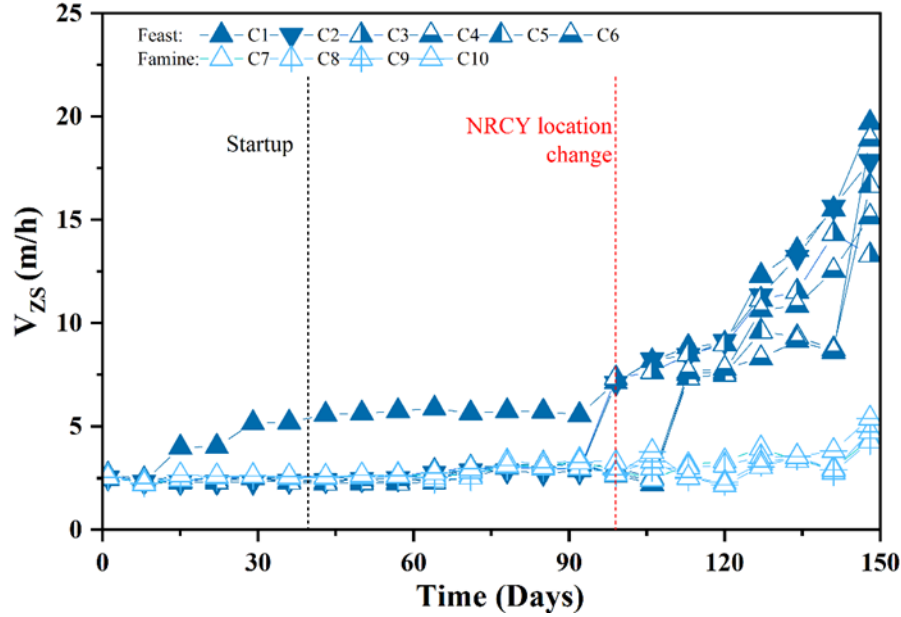 25
Feast: C1 C2 C3 C4 C5 C6
Famine: C7 C8 C9 C10
20
NRCY location
Startup
change
15
V_ZS (m/h)
10
5
0
0 30 60 90 120 150
Time (Days)